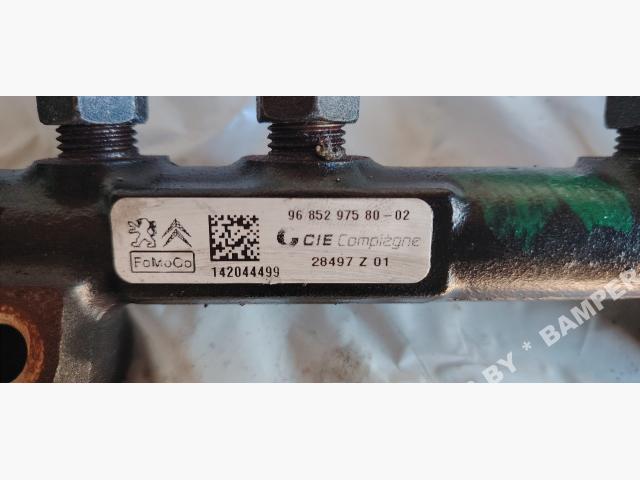 96 852 975 80-02
CIE Compiègne
FoMoCo
142044499
28497 Z 01
BY * BAMPER